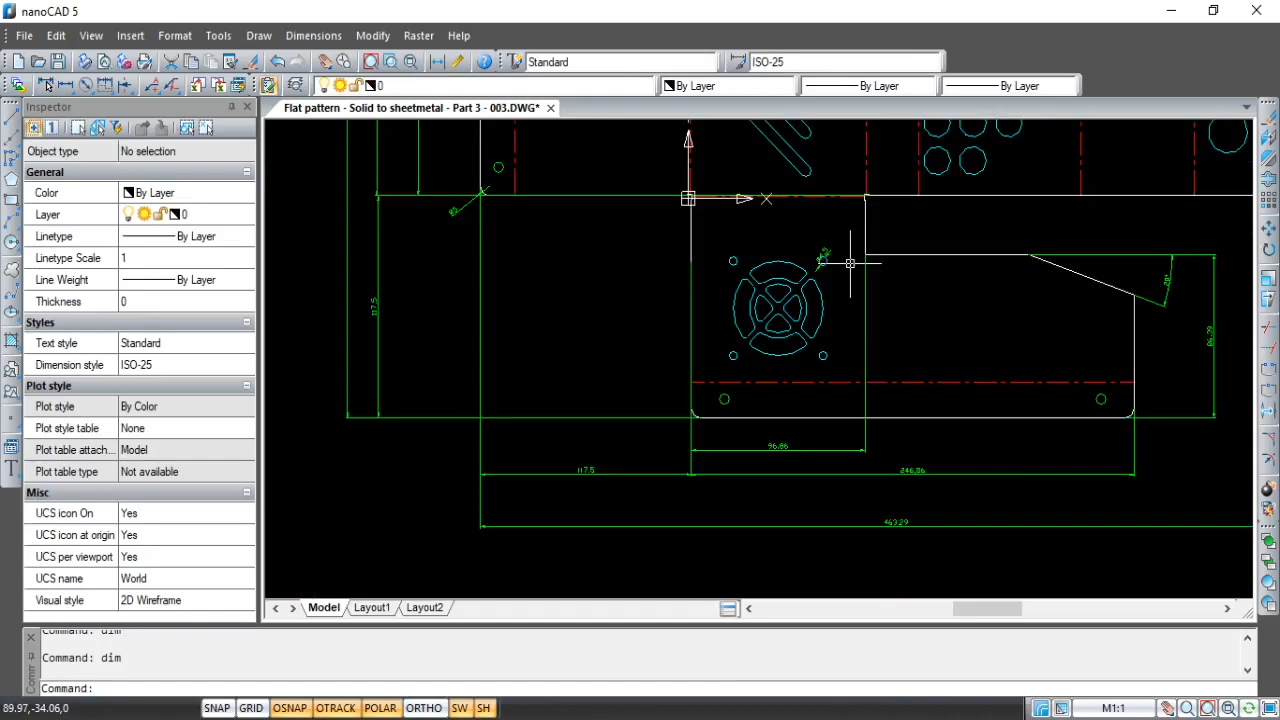 nanoCAD 5
File Edit View Insert Format Tools Draw Dimensions Modify Raster Help
Standard ISO-25
0 By Layer By Layer By Layer
Inspector
Flat pattern - Solid to sheetmetal - Part 3 - 003.DWG*
Object type No selection
General
Color By Layer
Layer 0
Linetype By Layer
Linetype Scale 1
Line Weight By Layer
Thickness 0
Styles
Text style Standard
Dimension style ISO-25
Plot style
Plot style By Color
Plot style table None
Plot table attach... Model
Plot table type Not available
Misc
UCS icon On Yes
UCS icon at origin Yes
UCS per viewport Yes
UCS name World
Visual style 2D Wireframe
20°
117.5
86.29
96.86
117.5 246.86
463.29
Model Layout1 Layout2
Command: dim
Command: dim
Command:
89.97,-34.06,0 SNAP GRID OSNAP OTRACK POLAR ORTHO SW SH M1:1